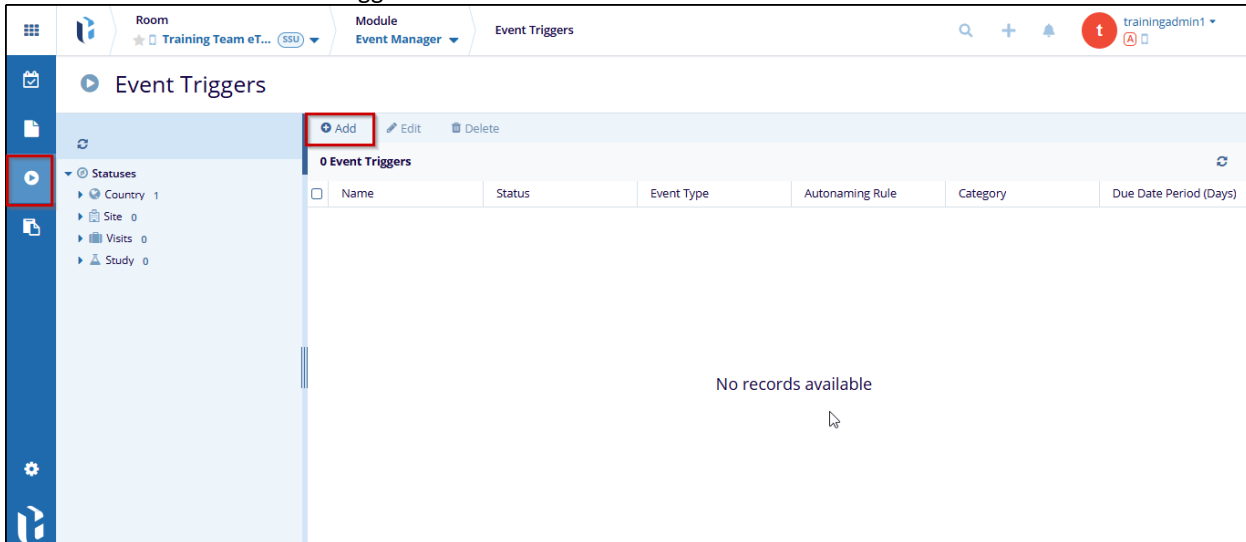 Room
Training Team eT... SSU
Module
Event Manager
Event Triggers
trainingadmin1
A
t
Event Triggers
Add Edit Delete
0 Event Triggers
Statuses
Country 1
Site 0
Visits 0
Study 0
Name Status Event Type Autonaming Rule Category Due Date Period (Days)
No records available